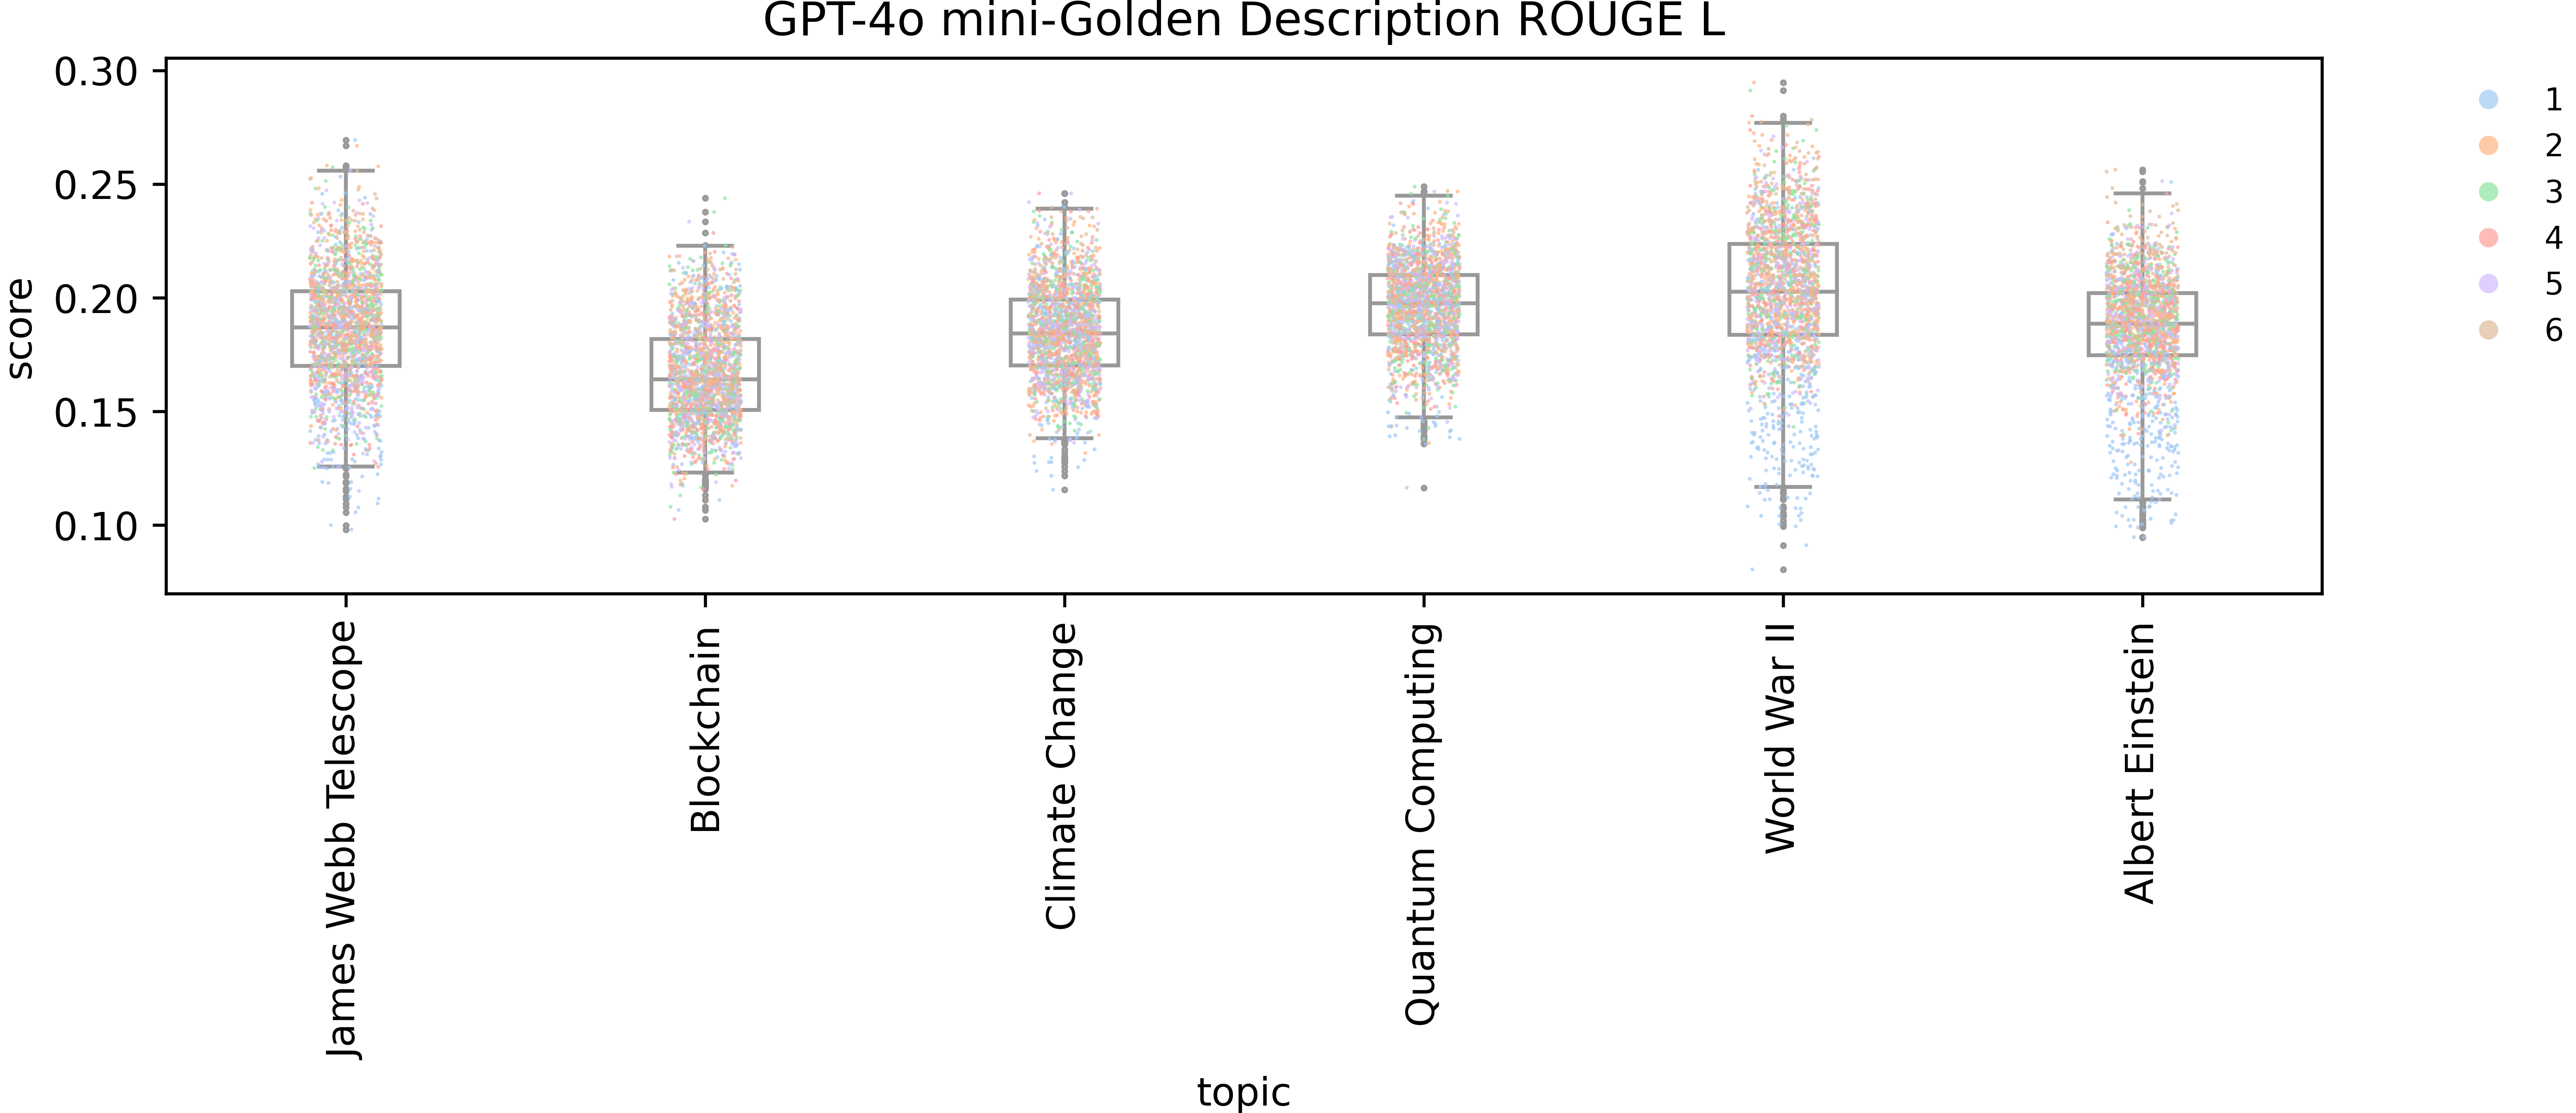 GPT-4o mini-Golden Description ROUGE L
score
0.30
0.25
0.20
0.15
0.10
James Webb Telescope
Blockchain
Climate Change
Quantum Computing
World War II
Albert Einstein
topic
1
2
3
4
5
6